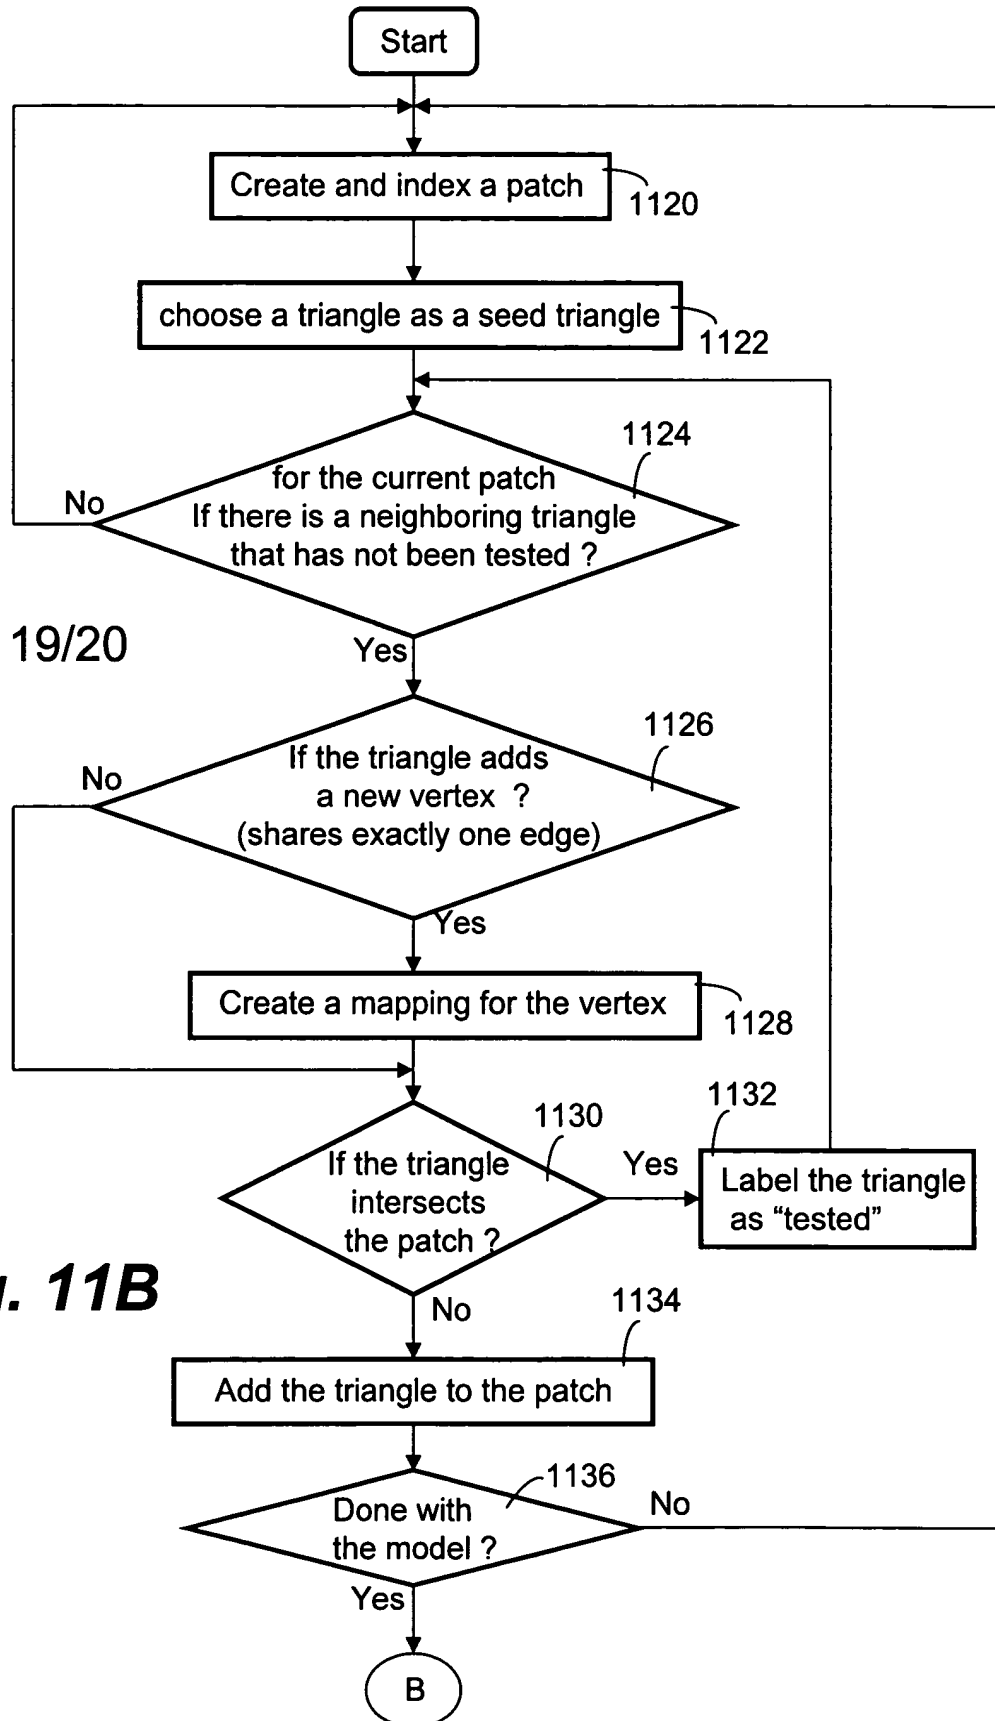 Start
Create and index a patch
1120
choose a triangle as a seed triangle
1122
1124
for the current patch
No
If there is a neighboring triangle
that has not been tested ?
19/20
Yes
1126
If the triangle adds
No
a new vertex ?
(shares exactly one edge)
Yes
Create a mapping for the vertex
1128
1132
1130
If the triangle
Yes
intersects
the patch ?
Label the triangle
as “tested”
. 11B
No
1134
Add the triangle to the patch
1136
No
Done with
the model ?
Yes
B